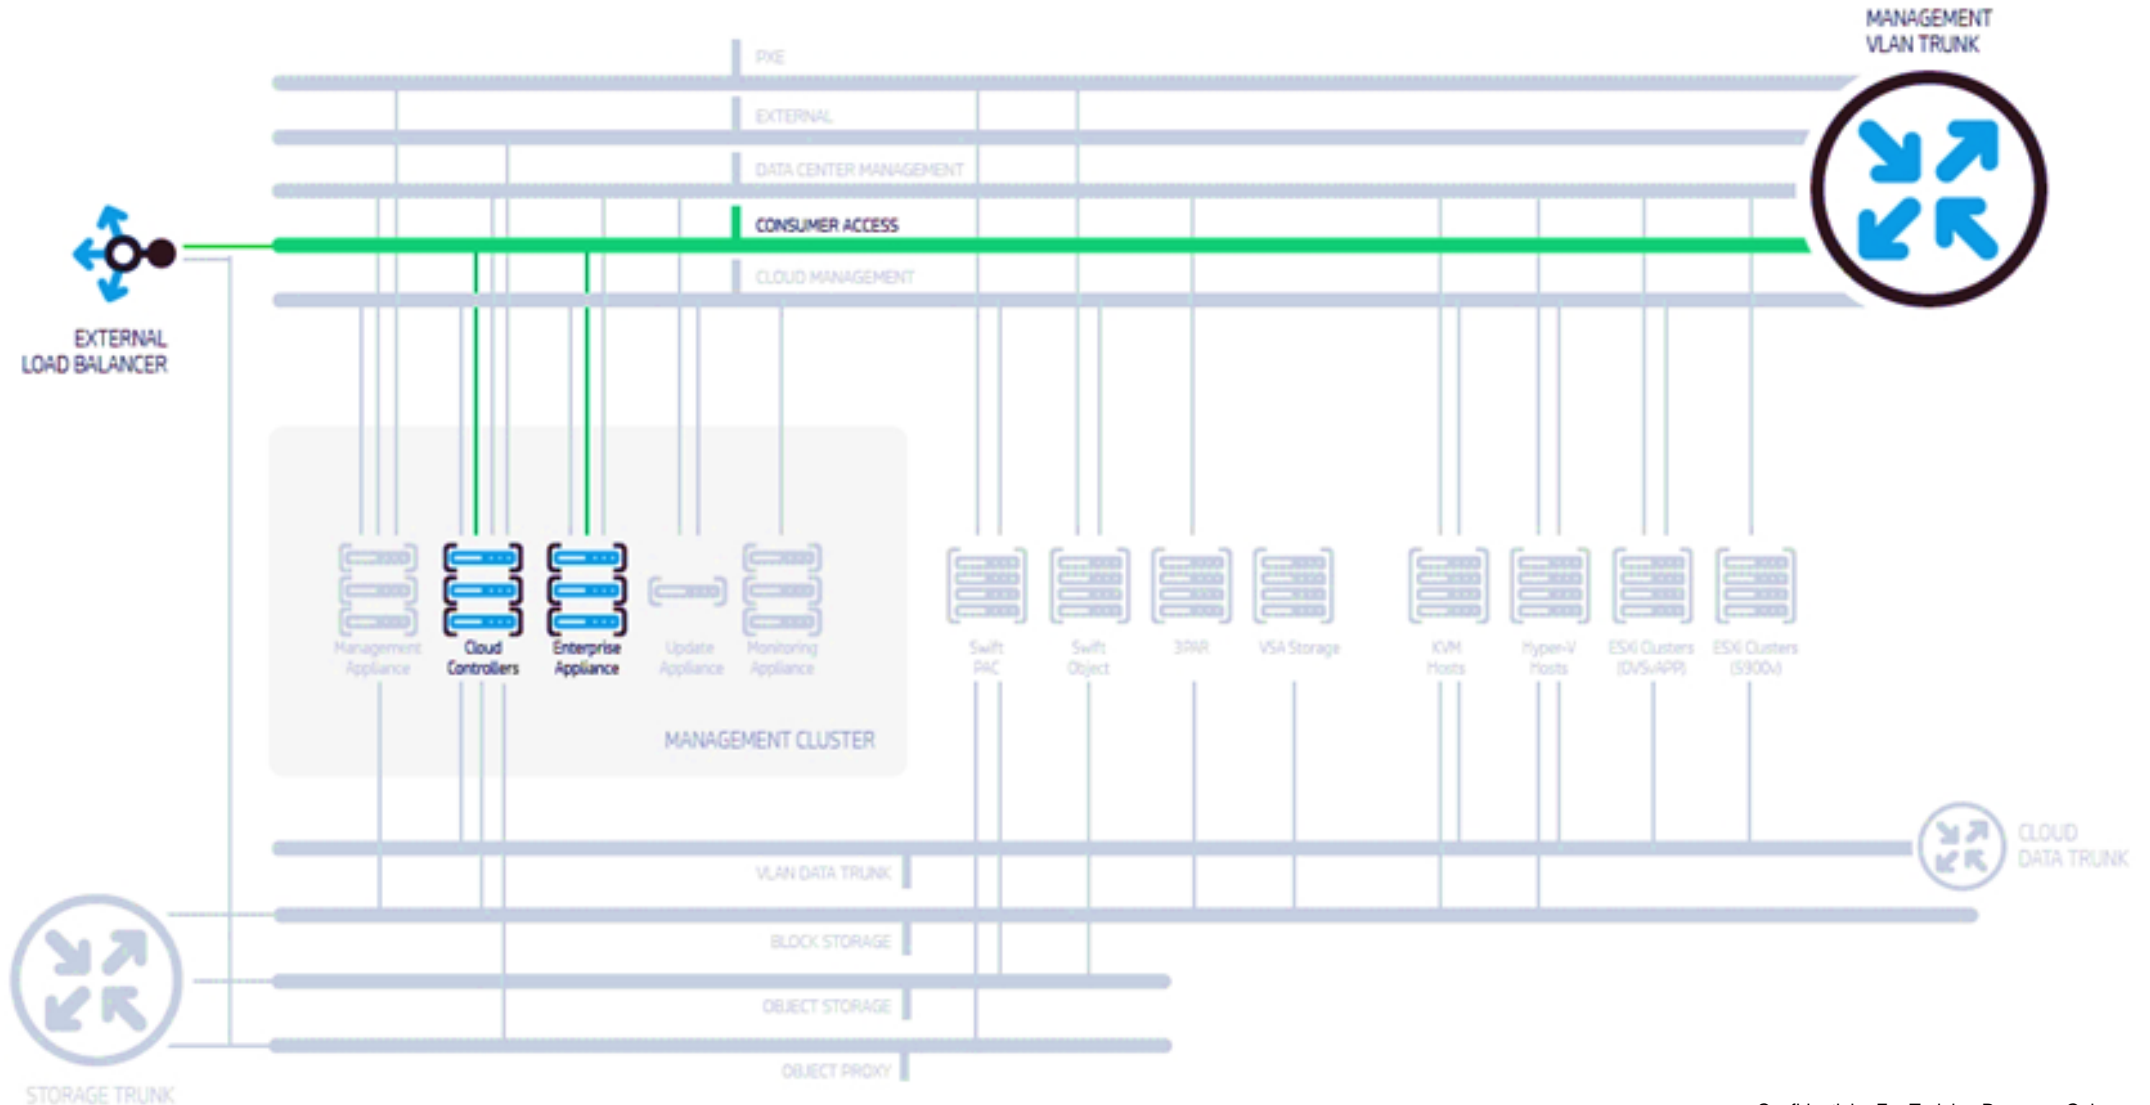 MANAGEMENT
VLAN TRUNK
PXE
EXTERNAL
DATA CENTER MANAGEMENT
CONSUMER ACCESS
CLOUD MANAGEMENT
EXTERNAL
LOAD BALANCER
Management
Appliance
Cloud
Controllers
Enterprise
Appliance
Update
Appliance
Monitoring
Appliance
Swift
PAC
Swift
Object
3PAR
VSA Storage
KVM
Hosts
Hyper-V
Hosts
ESXi Clusters
(OVSvAPP)
ESXi Clusters
(5900v)
MANAGEMENT CLUSTER
CLOUD
DATA TRUNK
VLAN DATA TRUNK
BLOCK STORAGE
OBJECT STORAGE
OBJECT PROXY
STORAGE TRUNK